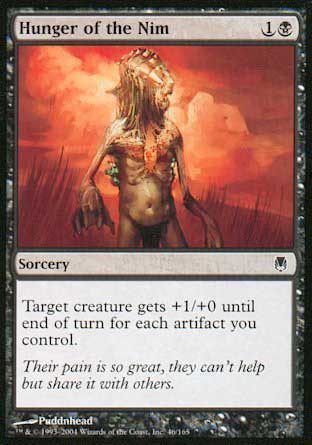 Hunger of the Nim 1
Sorcery
Target creature gets +1/+0 until
end of turn for each artifact you
control.
Their pain is so great, they can't help
but share it with others.
Puddnhead
™ & © 1993–2004 Wizards of the Coast, Inc. 46/165